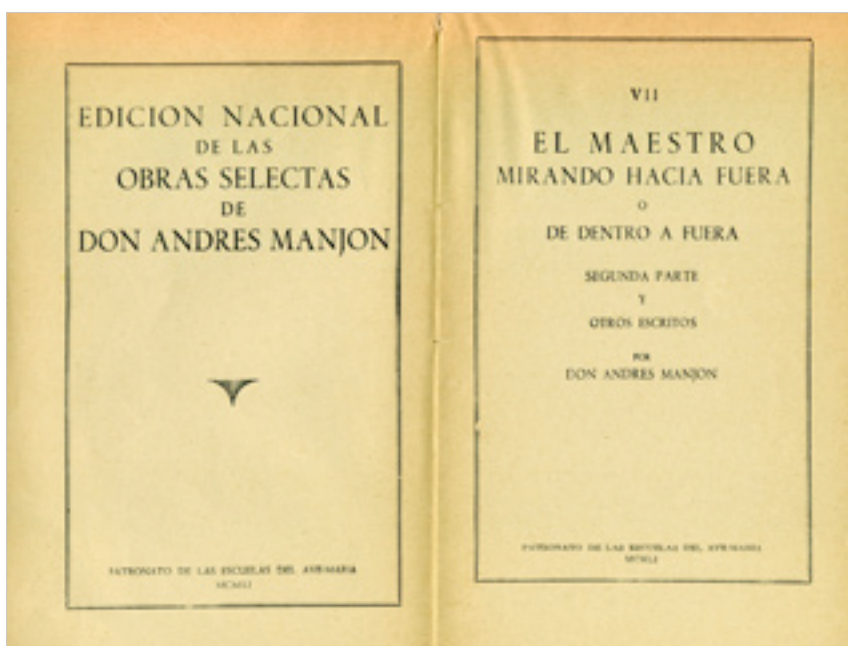 EDICION NACIONAL
DE LAS
OBRAS SELECTAS
DE
DON ANDRES MANJON
PATRONATO DE LAS ESCUELAS DEL AVE-MARIA
MCMLI
VII
EL MAESTRO
MIRANDO HACIA FUERA
O
DE DENTRO A FUERA
SEGUNDA PARTE
Y
OTROS ESCRITOS
POR
DON ANDRES MANJON
PATRONATO DE LAS ESCUELAS DEL AVE-MARIA
MCMLI